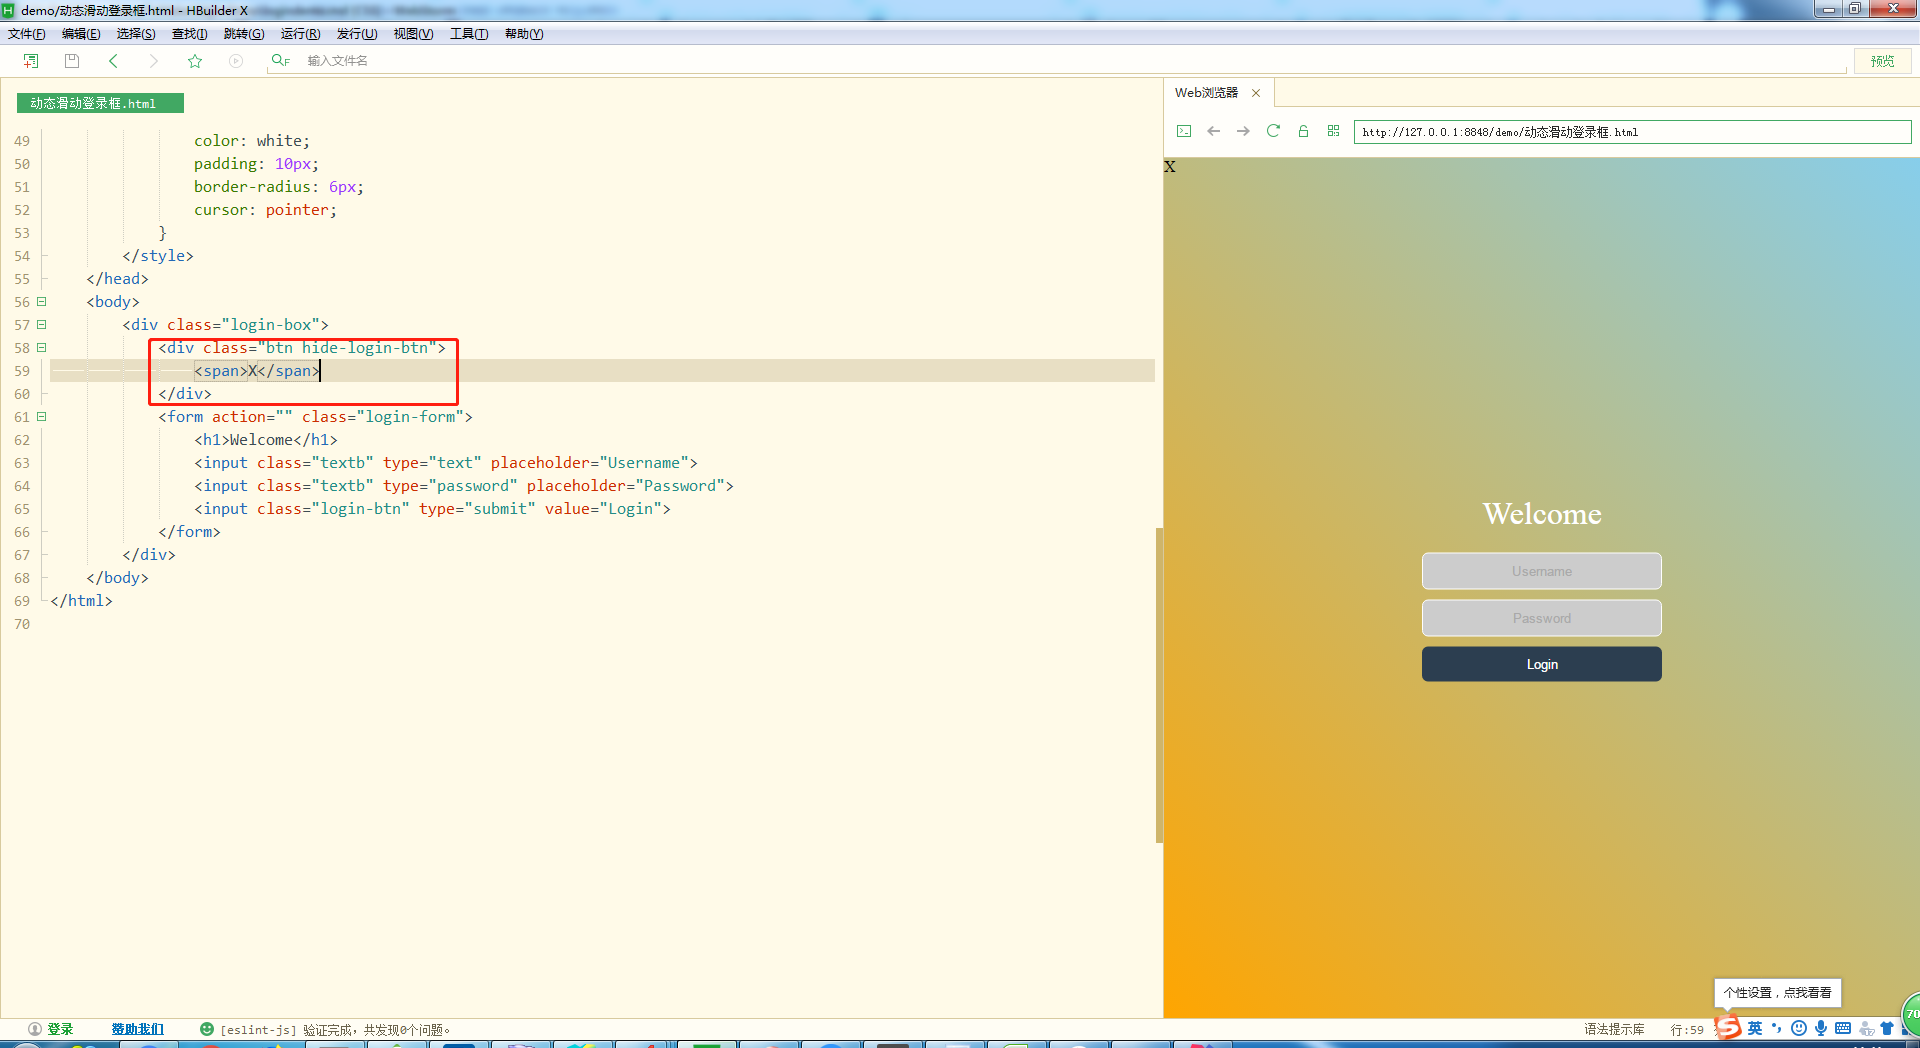 demo/动态滑动登录框.html - HBuilder X
文件(F) 编辑(E) 选择(S) 查找(I) 跳转(G) 运行(R) 发行(U) 视图(V) 工具(T) 帮助(Y)
输入文件名
预览
动态滑动登录框.html
49 color: white;
50 padding: 10px;
51 border-radius: 6px;
52 cursor: pointer;
53 }
54 </style>
55 </head>
56 <body>
57 <div class="login-box">
58 <div class="btn hide-login-btn">
59 <span>X</span>
60 </div>
61 <form action="" class="login-form">
62 <h1>Welcome</h1>
63 <input class="textb" type="text" placeholder="Username">
64 <input class="textb" type="password" placeholder="Password">
65 <input class="login-btn" type="submit" value="Login">
66 </form>
67 </div>
68 </body>
69 </html>
70
Web浏览器
http://127.0.0.1:8848/demo/动态滑动登录框.html
X
Welcome
Username
Password
Login
个性设置，点我看看
70
登录 赞助我们 [eslint-js] 验证完成，共发现0个问题。
语法提示库 行:59
英